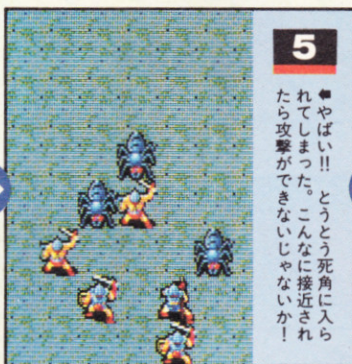 5
⬅やばい!! とうとう死角に入ら
れてしまった。こんなに接近され
たら攻撃ができないじゃないか!